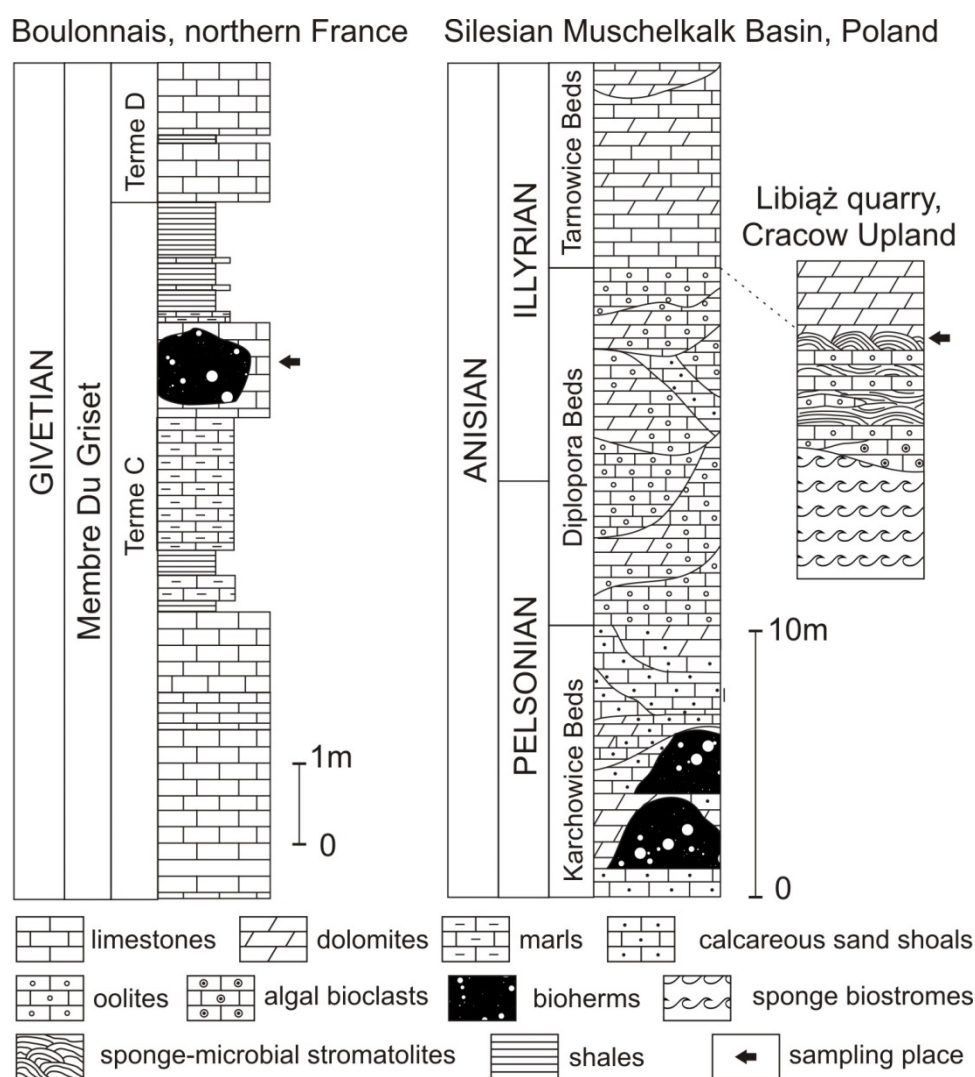 Boulonnais, northern France
Silesian Muschelkalk Basin, Poland
GIVETIAN
Membre Du Griset
Terme D
Terme C
1m
0
ANISIAN
ILLYRIAN
PELSONIAN
Tarnowice Beds
Diplopora Beds
Karchowice Beds
10m
0
Libiąż quarry,
Cracow Upland
limestones
dolomites
marls
calcareous sand shoals
oolites
algal bioclasts
bioherms
sponge biostromes
sponge-microbial stromatolites
shales
sampling place